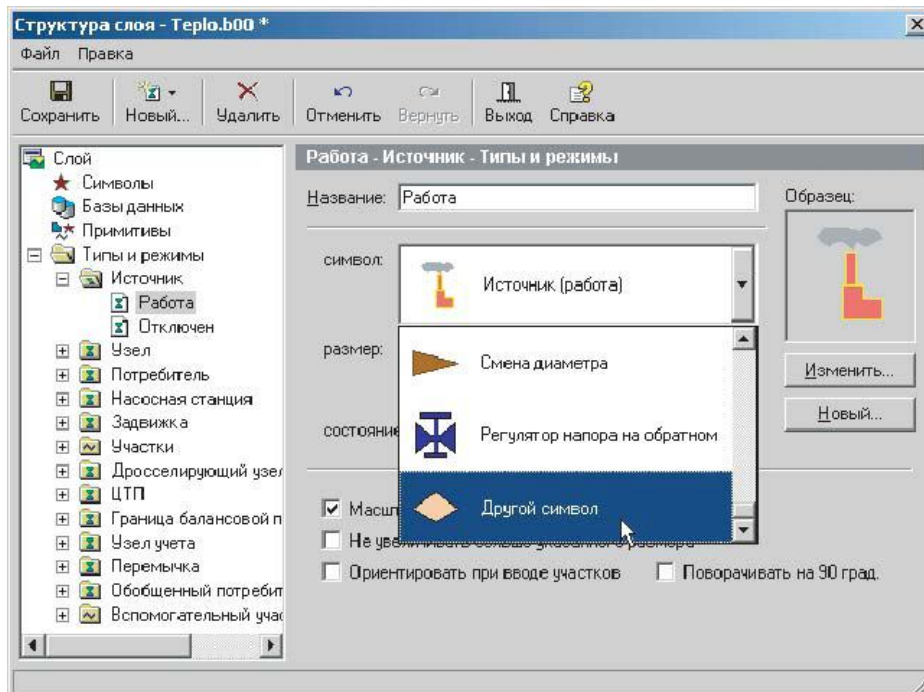 Структура слоя - Teplo.b00 *
Файл Правка
Сохранить Новый... Удалить Отменить Вернуть Выход Справка
Слой
Символы
Базы данных
Примитивы
Типы и режимы
Источник
Работа
Отключен
Узел
Потребитель
Насосная станция
Задвижка
Участки
Дросселирующий узел
ЦТП
Граница балансовой п
Узел учета
Перемычка
Обобщенный потребит
Вспомогательный учас
Работа - Источник - Типы и режимы
Название: Работа
Образец:
символ: Источник (работа)
размер:
Смена диаметра
Изменить...
Новый...
состояние
Регулятор напора на обратном
Другой символ
Масшт
Не увеличивать больше указанного размера
Ориентировать при вводе участков Поворачивать на 90 град.